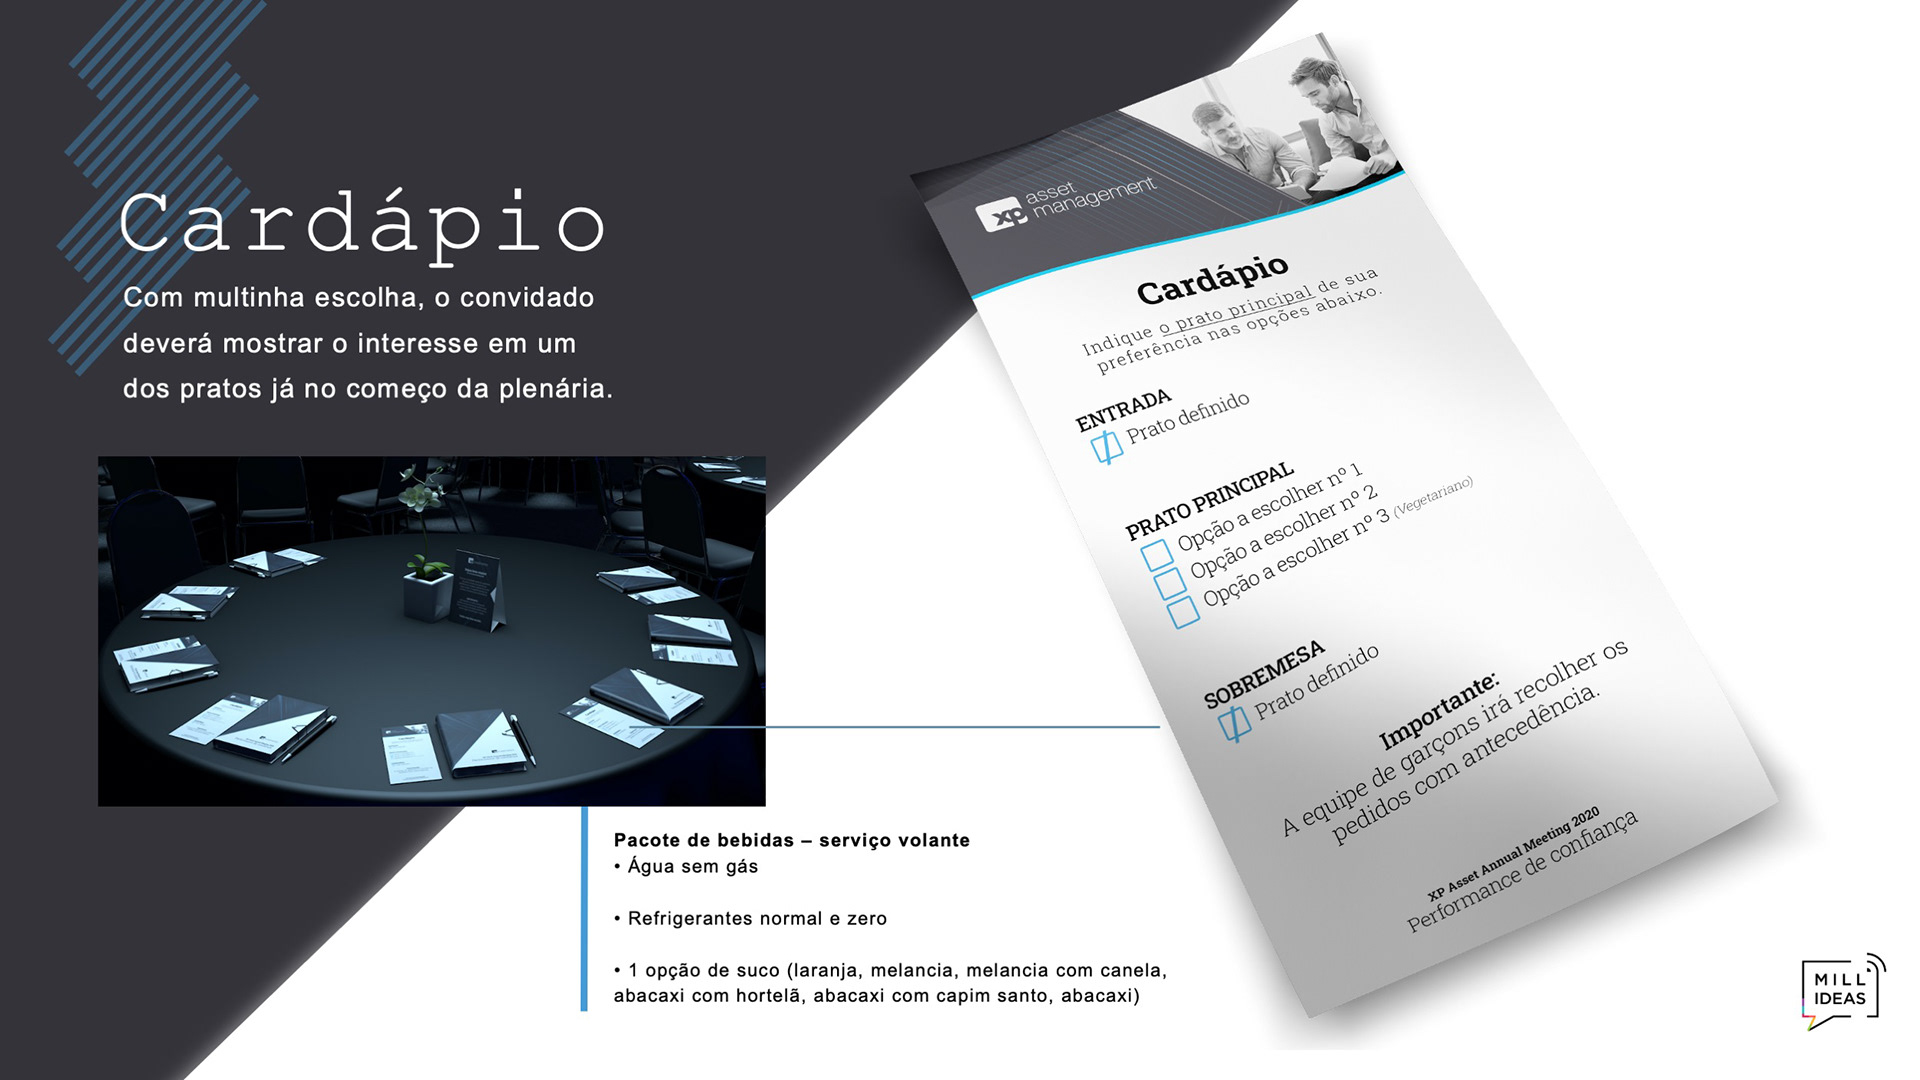 Cardápio
Com multinha escolha, o convidado
deverá mostrar o interesse em um
dos pratos já no começo da plenária.
Pacote de bebidas – serviço volante
• Água sem gás
• Refrigerantes normal e zero
• 1 opção de suco (laranja, melancia, melancia com canela,
abacaxi com hortelã, abacaxi com capim santo, abacaxi)
xp asset
management
Cardápio
Indique o prato principal de sua
preferência nas opções abaixo.
ENTRADA
Prato definido
PRATO PRINCIPAL
Opção a escolher nº 1
Opção a escolher nº 2
Opção a escolher nº 3 (Vegetariano)
SOBREMESA
Prato definido
Importante:
A equipe de garçons irá recolher os
pedidos com antecedência.
XP Asset Annual Meeting 2020
Performance de confiança
MILL
IDEAS